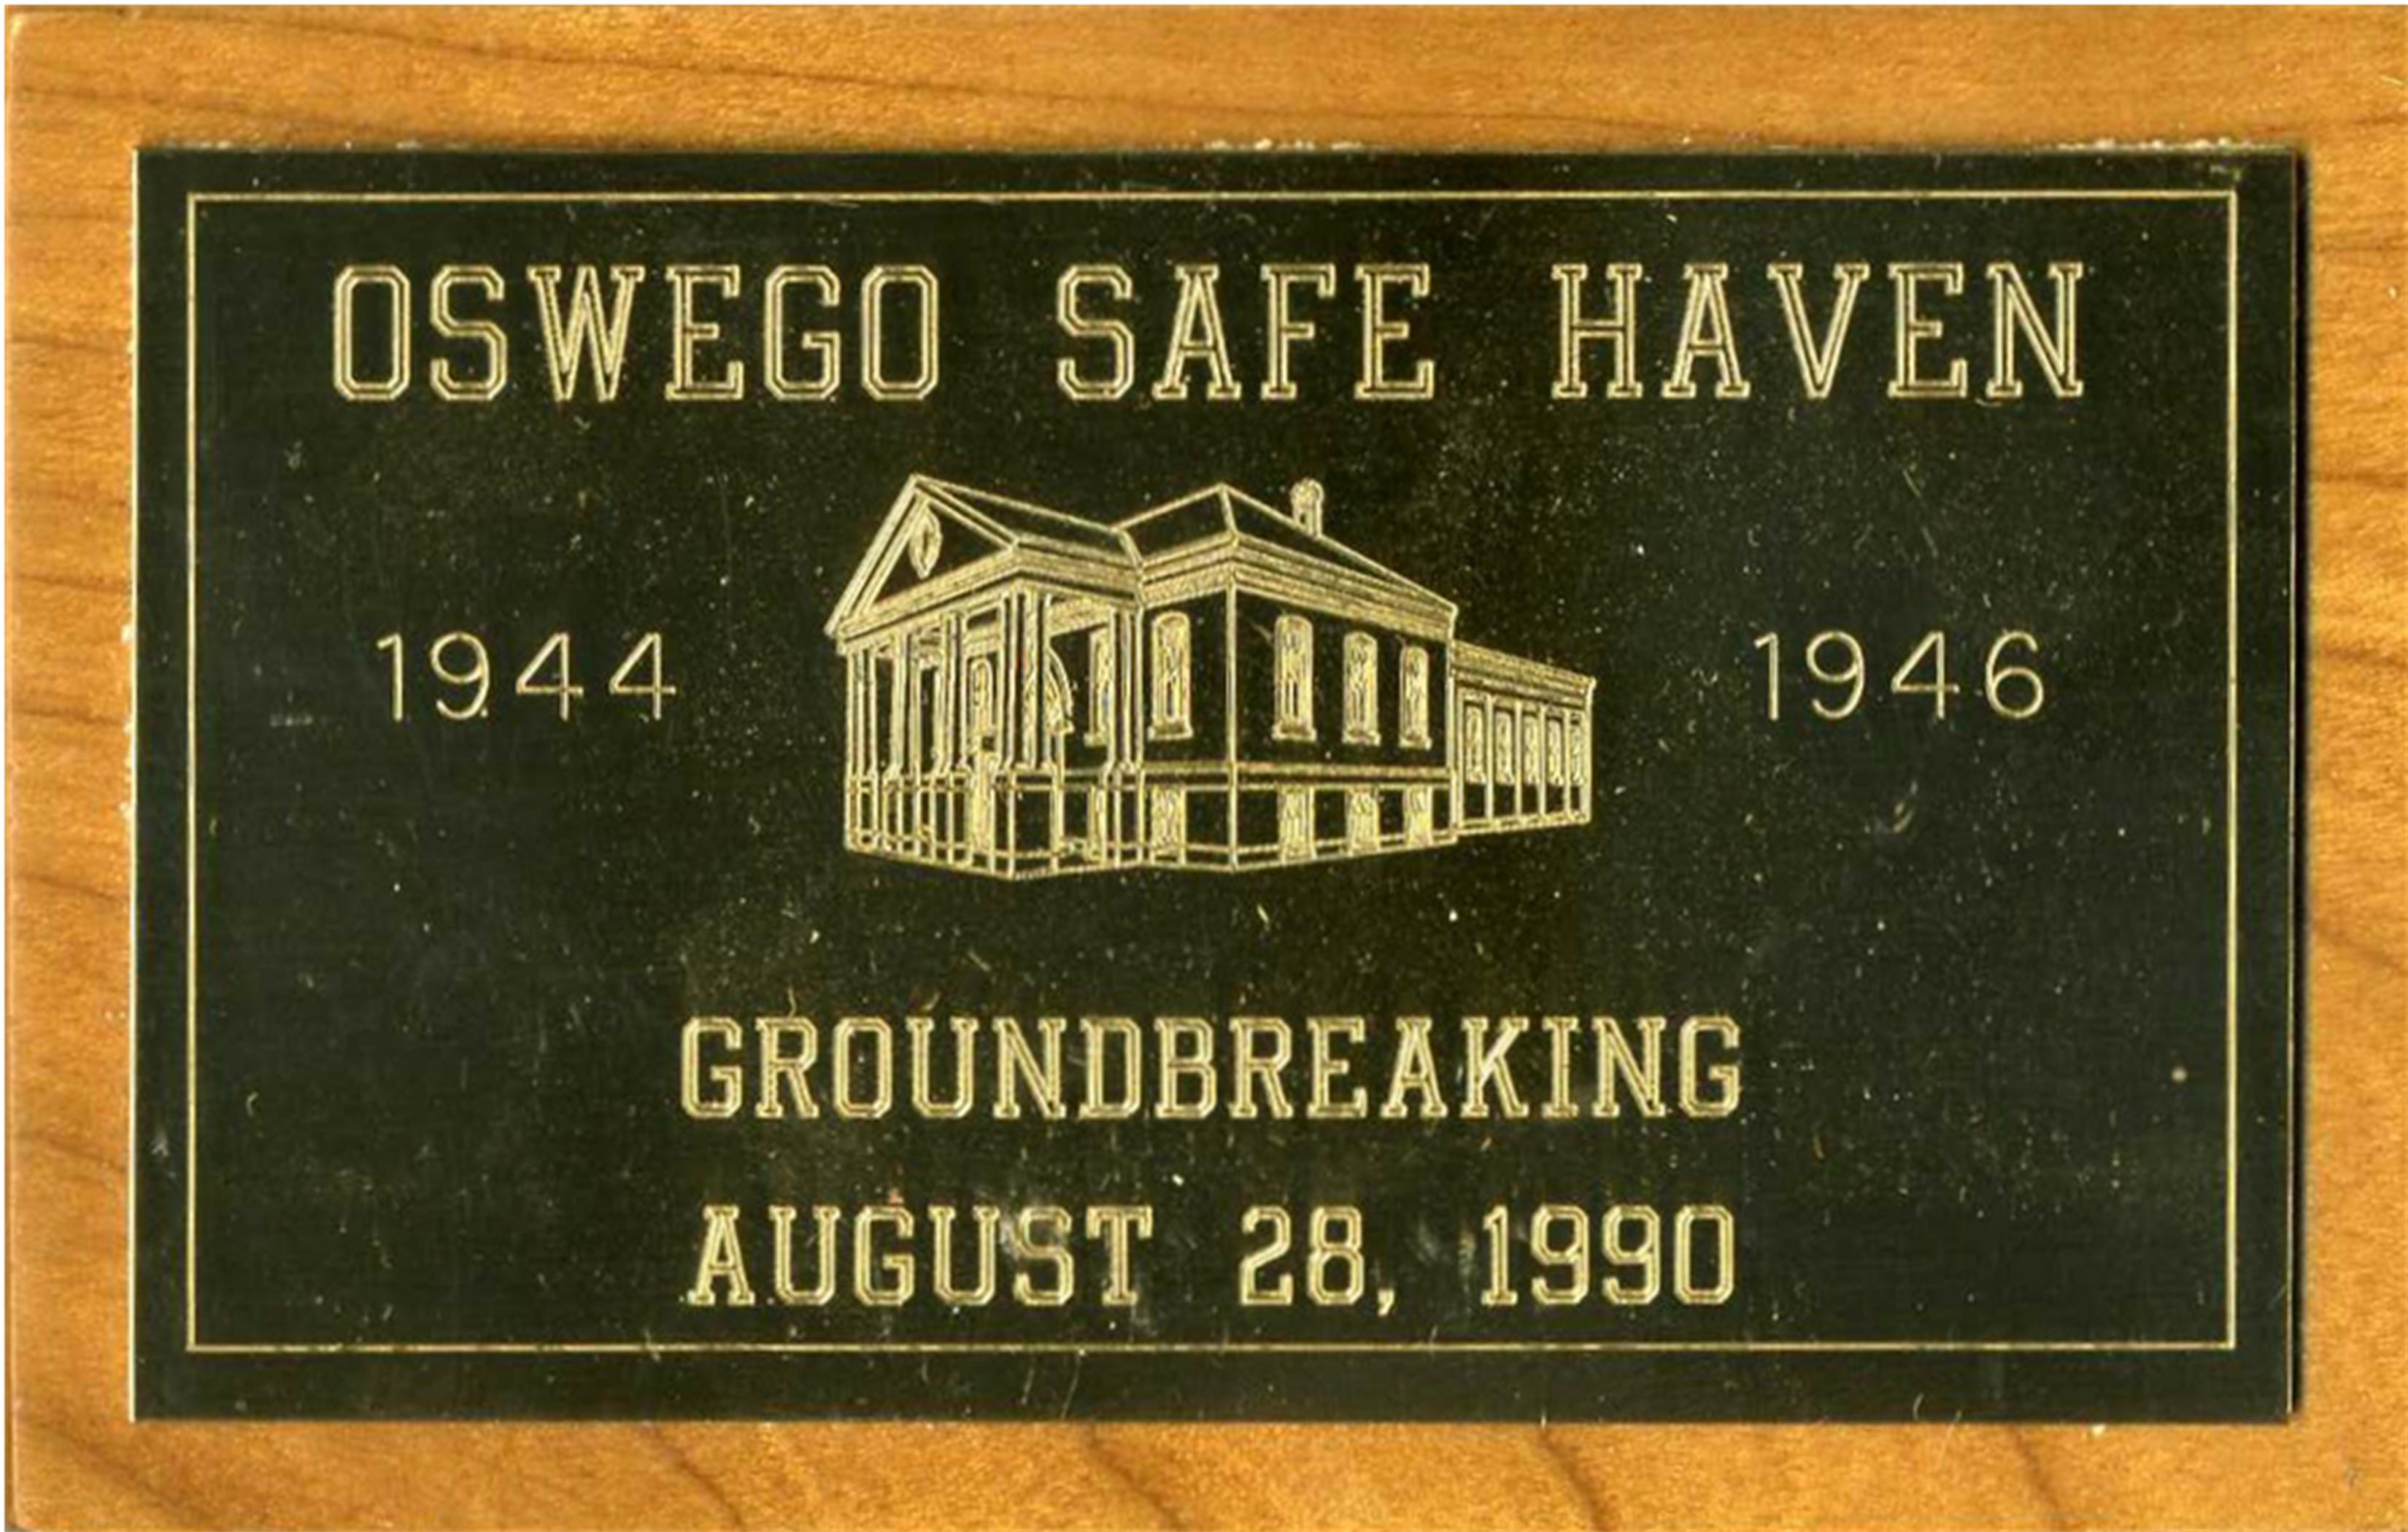 OSWEGO SAFE HAVEN
1944 1946
GROUNDBREAKING
AUGUST 28, 1990